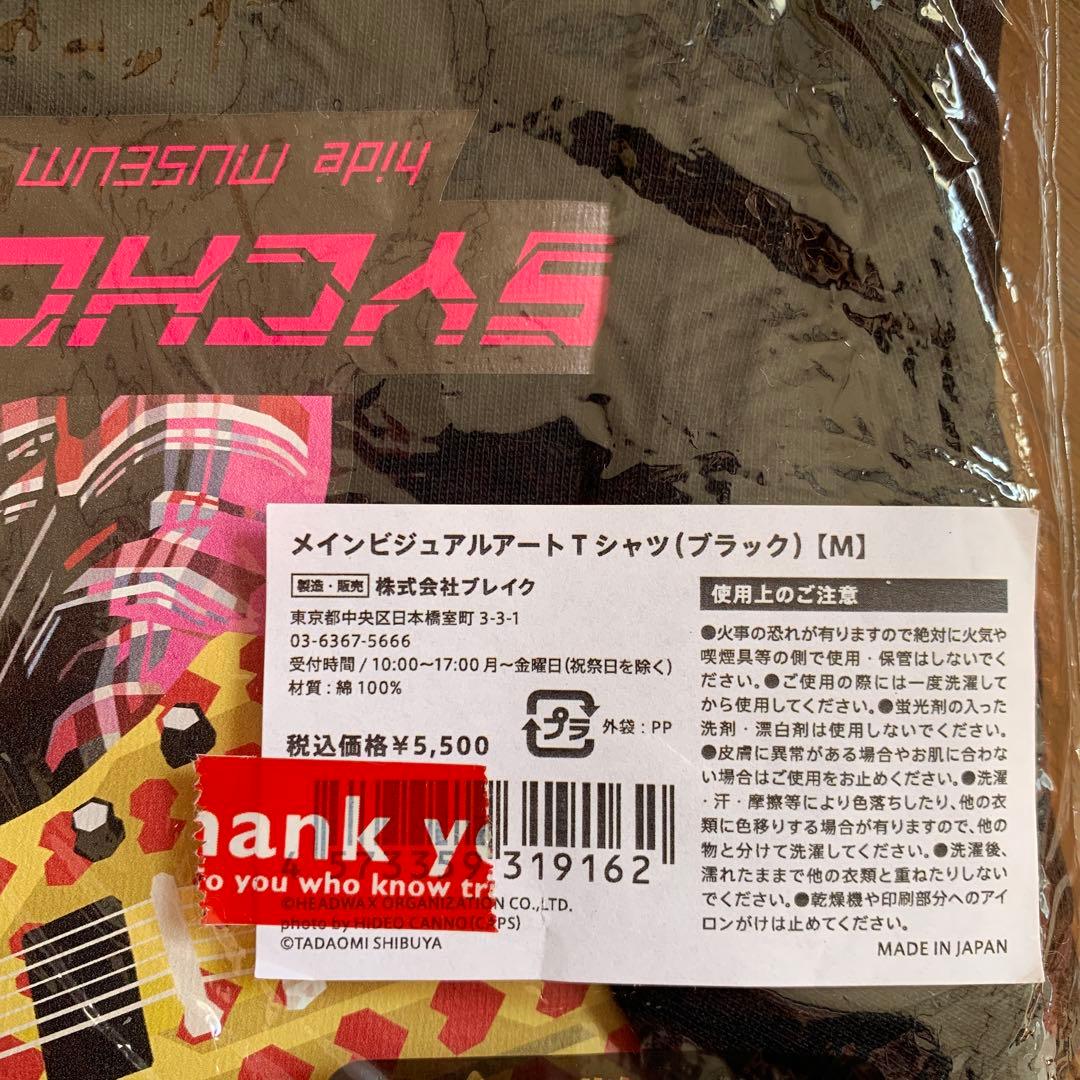 hide MUSEUM
SYCHO
メインビジュアルアートTシャツ(ブラック)【M】
製造・販売 株式会社ブレイク
東京都中央区日本橋室町3-3-1
03-6367-5666
受付時間 / 10:00〜17:00 月〜金曜日(祝祭日を除く)
材質 : 綿100%
プラ 外袋 : PP
税込価格¥5,500
hank yo
o you who know tr
4 573359 319162
©HEADWAX ORGANIZATION CO.,LTD.
photo by HIDEO CANNO (CAPS)
©TADAOMI SHIBUYA
使用上のご注意
●火事の恐れが有りますので絶対に火気や
喫煙具等の側で使用・保管はしないでく
ださい。●ご使用の際には一度洗濯して
から使用してください。●蛍光剤の入った
洗剤・漂白剤は使用しないでください。
●皮膚に異常がある場合やお肌に合わな
い場合はご使用をお止めください。●洗濯
・汗・摩擦等により色落ちしたり、他の衣
類に色移りする場合が有りますので、他の
物と分けて洗濯してください。●洗濯後、
濡れたままで他の衣類と重ねたりしない
でください。●乾燥機や印刷部分へのアイ
ロンがけは止めてください。
MADE IN JAPAN